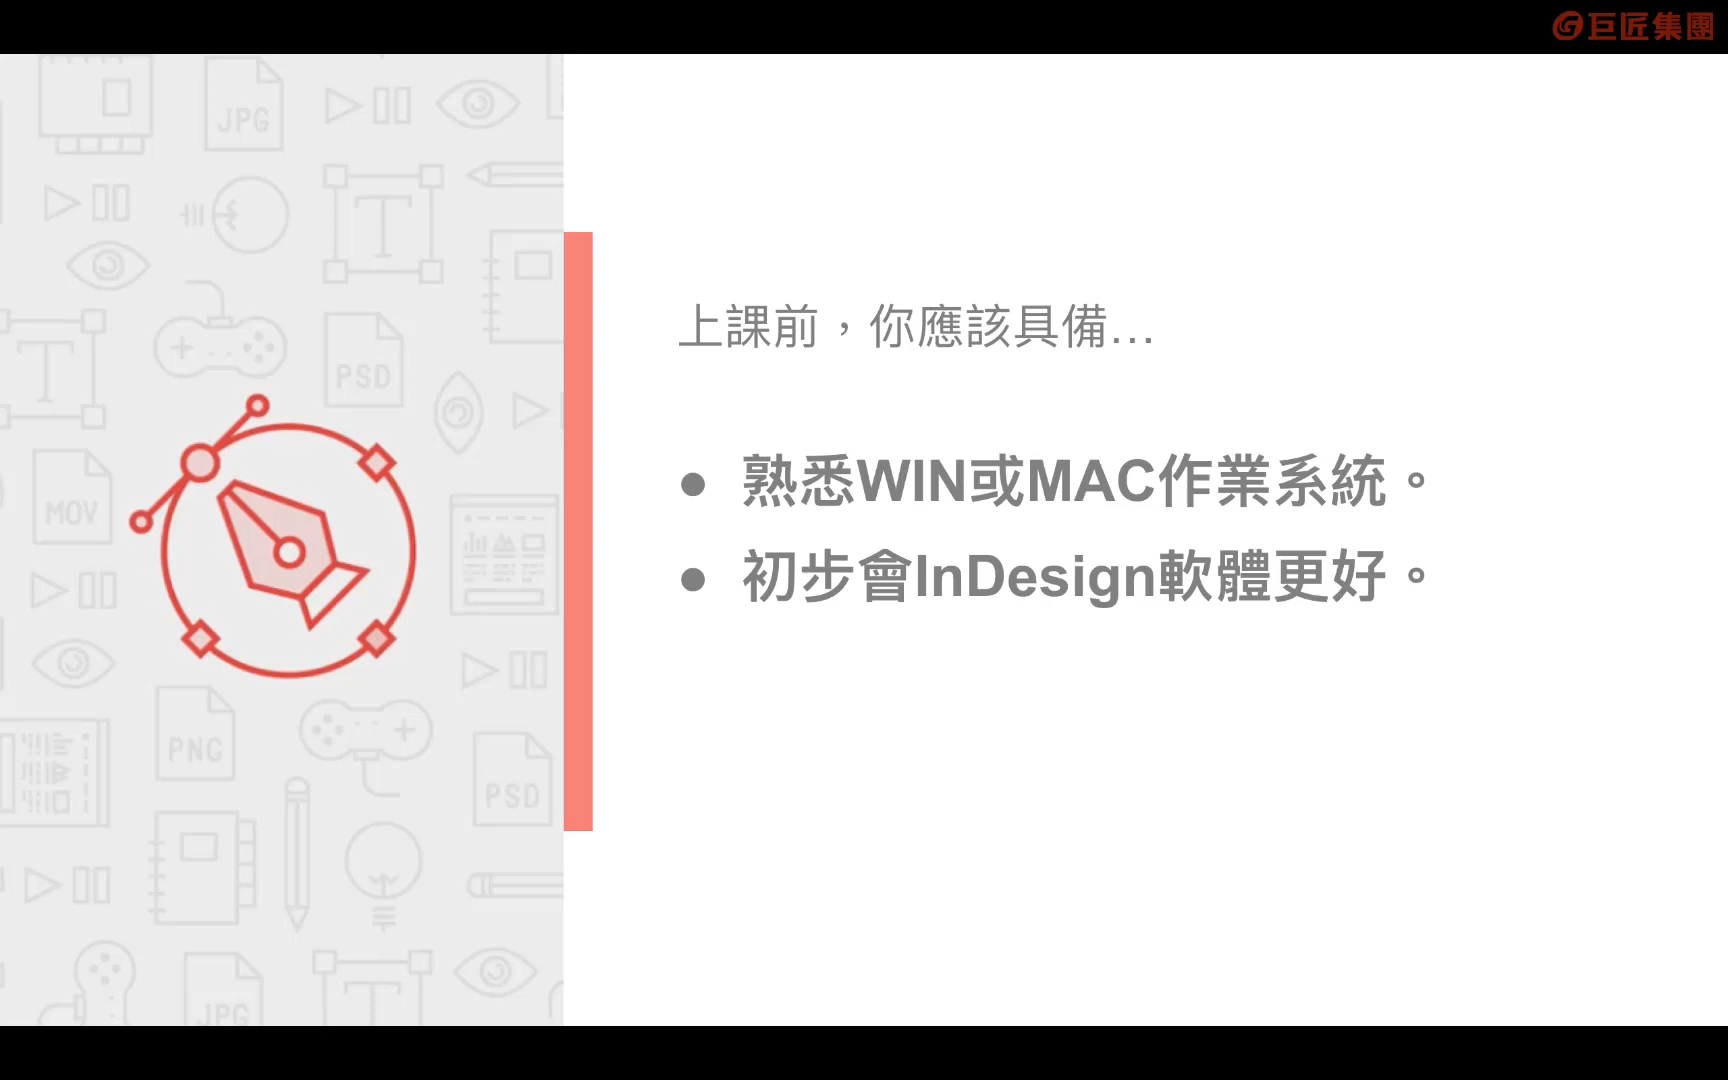 巨匠集團
JPG
T
T
PSD
MOV
PNG
PSD
JPG
T
上課前，你應該具備...
● 熟悉WIN或MAC作業系統。
● 初步會InDesign軟體更好。